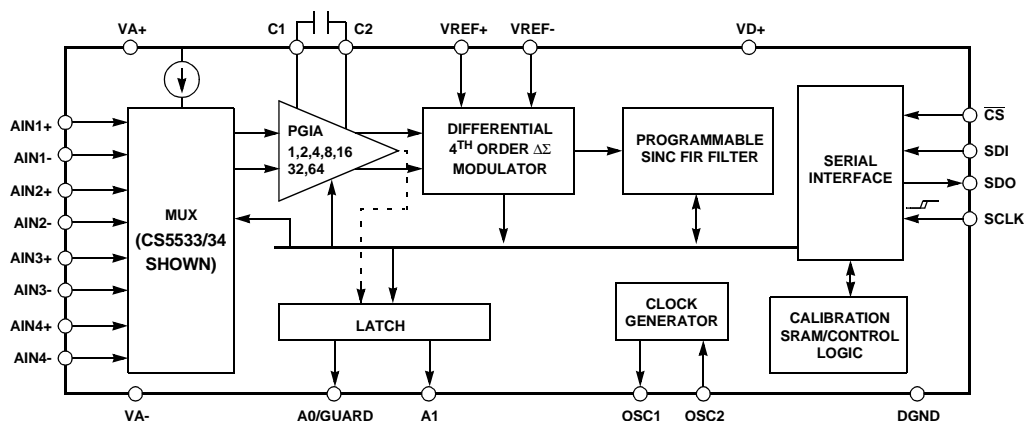 VA+
C1
C2
VREF+
VREF-
VD+
AIN1+
AIN1-
AIN2+
AIN2-
AIN3+
AIN3-
AIN4+
AIN4-
MUX
(CS5533/34
SHOWN)
PGIA
1,2,4,8,16
32,64
DIFFERENTIAL
4TH ORDER ΔΣ
MODULATOR
PROGRAMMABLE
SINC FIR FILTER
SERIAL
INTERFACE
CS
SDI
SDO
SCLK
LATCH
CLOCK
GENERATOR
CALIBRATION
SRAM/CONTROL
LOGIC
VA-
A0/GUARD
A1
OSC1
OSC2
DGND